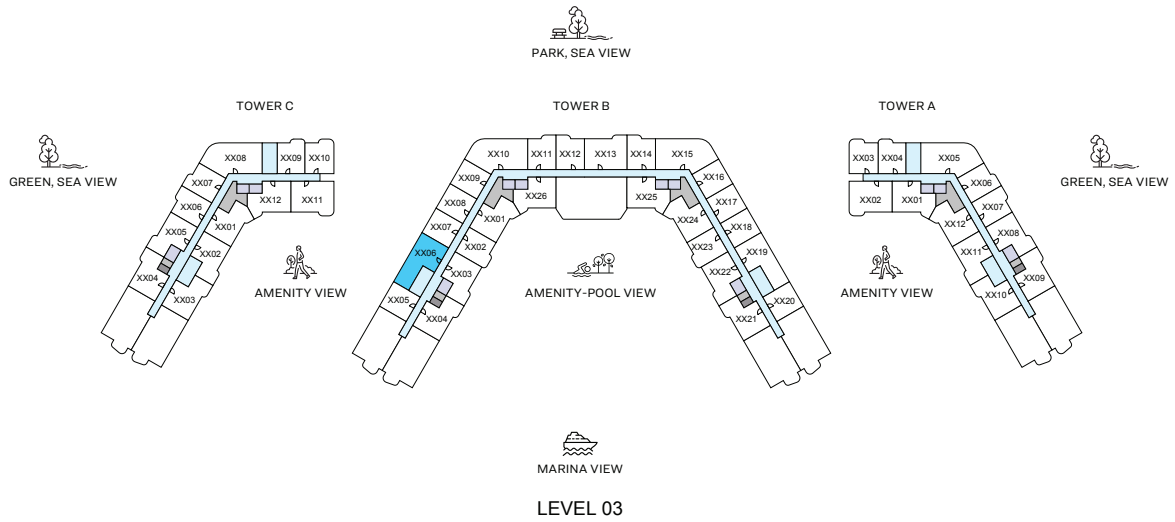 PARK, SEA VIEW
TOWER C
TOWER B
TOWER A
GREEN, SEA VIEW
GREEN, SEA VIEW
XX08
XX09
XX10
XX07
XX12
XX11
XX06
XX01
XX05
XX02
XX04
XX03
XX10
XX11
XX12
XX13
XX14
XX15
XX09
XX26
XX25
XX16
XX08
XX01
XX24
XX17
XX07
XX02
XX23
XX18
XX06
XX03
XX22
XX19
XX05
XX04
XX21
XX20
XX03
XX04
XX05
XX02
XX01
XX06
XX12
XX07
XX11
XX08
XX10
XX09
AMENITY VIEW
AMENITY-POOL VIEW
AMENITY VIEW
MARINA VIEW
LEVEL 03